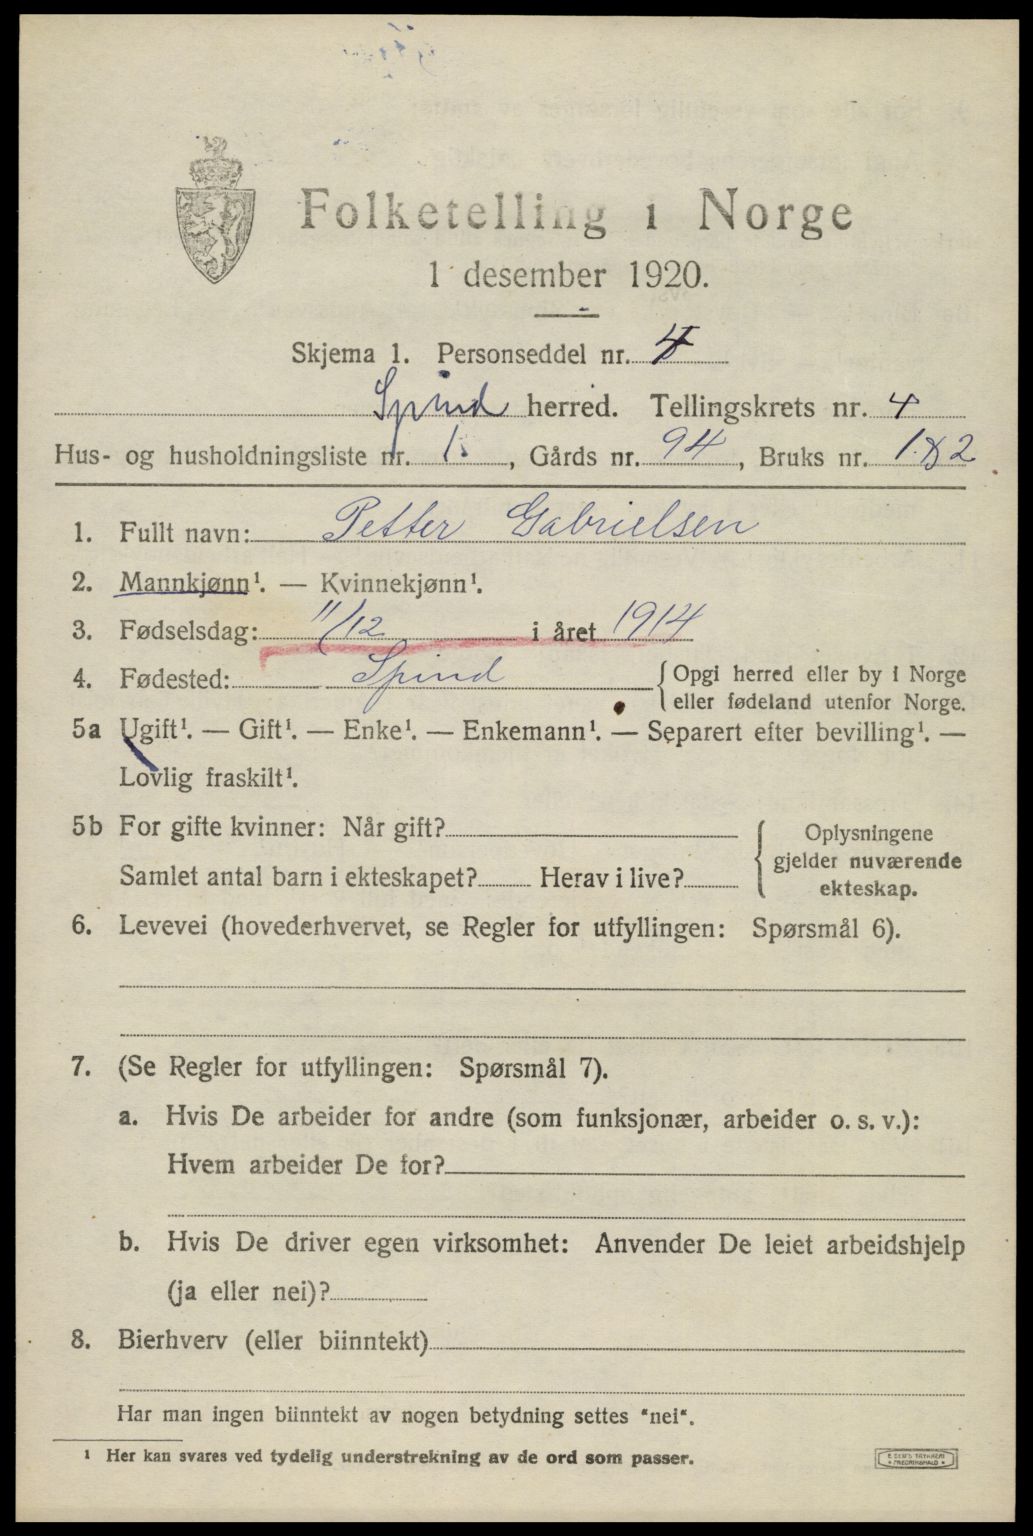 Folketelling i Norge
1 desember 1920.
Skjema 1. Personseddel nr. 4
Spind herred. Tellingskrets nr. 4
Hus- og husholdningsliste nr. 1. , Gårds nr. 94 , Bruks nr. 1 & 2
1. Fullt navn: Petter Gabrielsen
2. Mannkjønn¹. — Kvinnekjønn¹.
3. Fødselsdag: 11/12 i året 1914
4. Fødested: Spind { Opgi herred eller by i Norge
eller fødeland utenfor Norge.
5a Ugift¹. — Gift¹. — Enke¹. — Enkemann¹. — Separert efter bevilling¹. —
Lovlig fraskilt¹.
5b For gifte kvinner: Når gift?
Samlet antal barn i ekteskapet? Herav i live?
{ Oplysningene
gjelder nuværende
ekteskap.
6. Levevei (hovederhvervet, se Regler for utfyllingen: Spørsmål 6).
7. (Se Regler for utfyllingen: Spørsmål 7).
a. Hvis De arbeider for andre (som funksjonær, arbeider o. s. v.):
Hvem arbeider De for?
b. Hvis De driver egen virksomhet: Anvender De leiet arbeidshjelp
(ja eller nei)?
8. Bierhverv (eller biinntekt)
Har man ingen biinntekt av nogen betydning settes "nei".
¹ Her kan svares ved tydelig understrekning av de ord som passer.